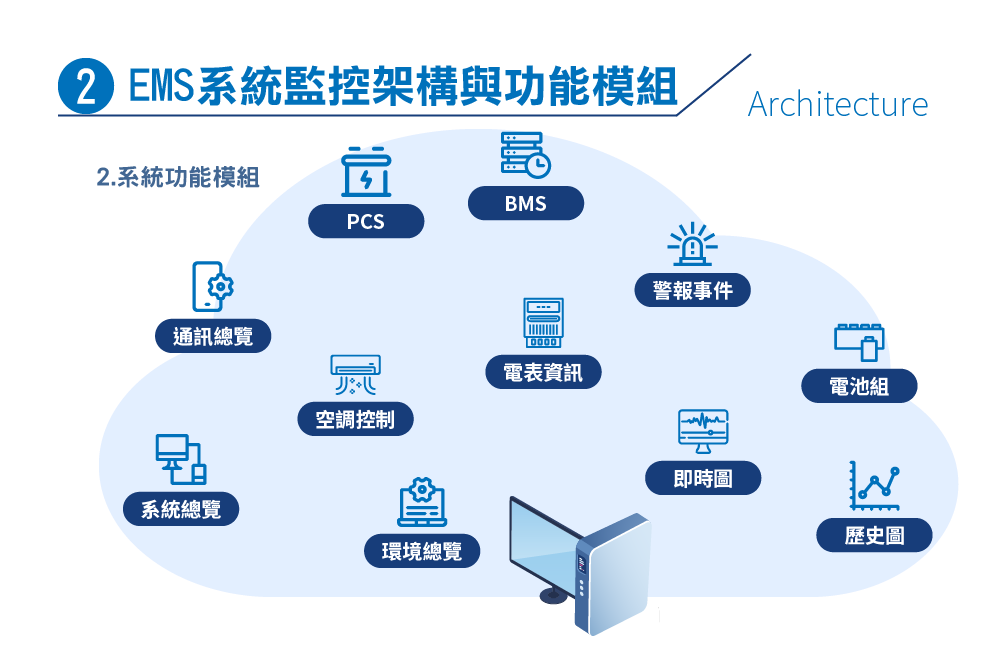 2 EMS系統監控架構與功能模組
Architecture
2.系統功能模組
PCS
BMS
警報事件
通訊總覽
電表資訊
電池組
空調控制
即時圖
系統總覽
歷史圖
環境總覽